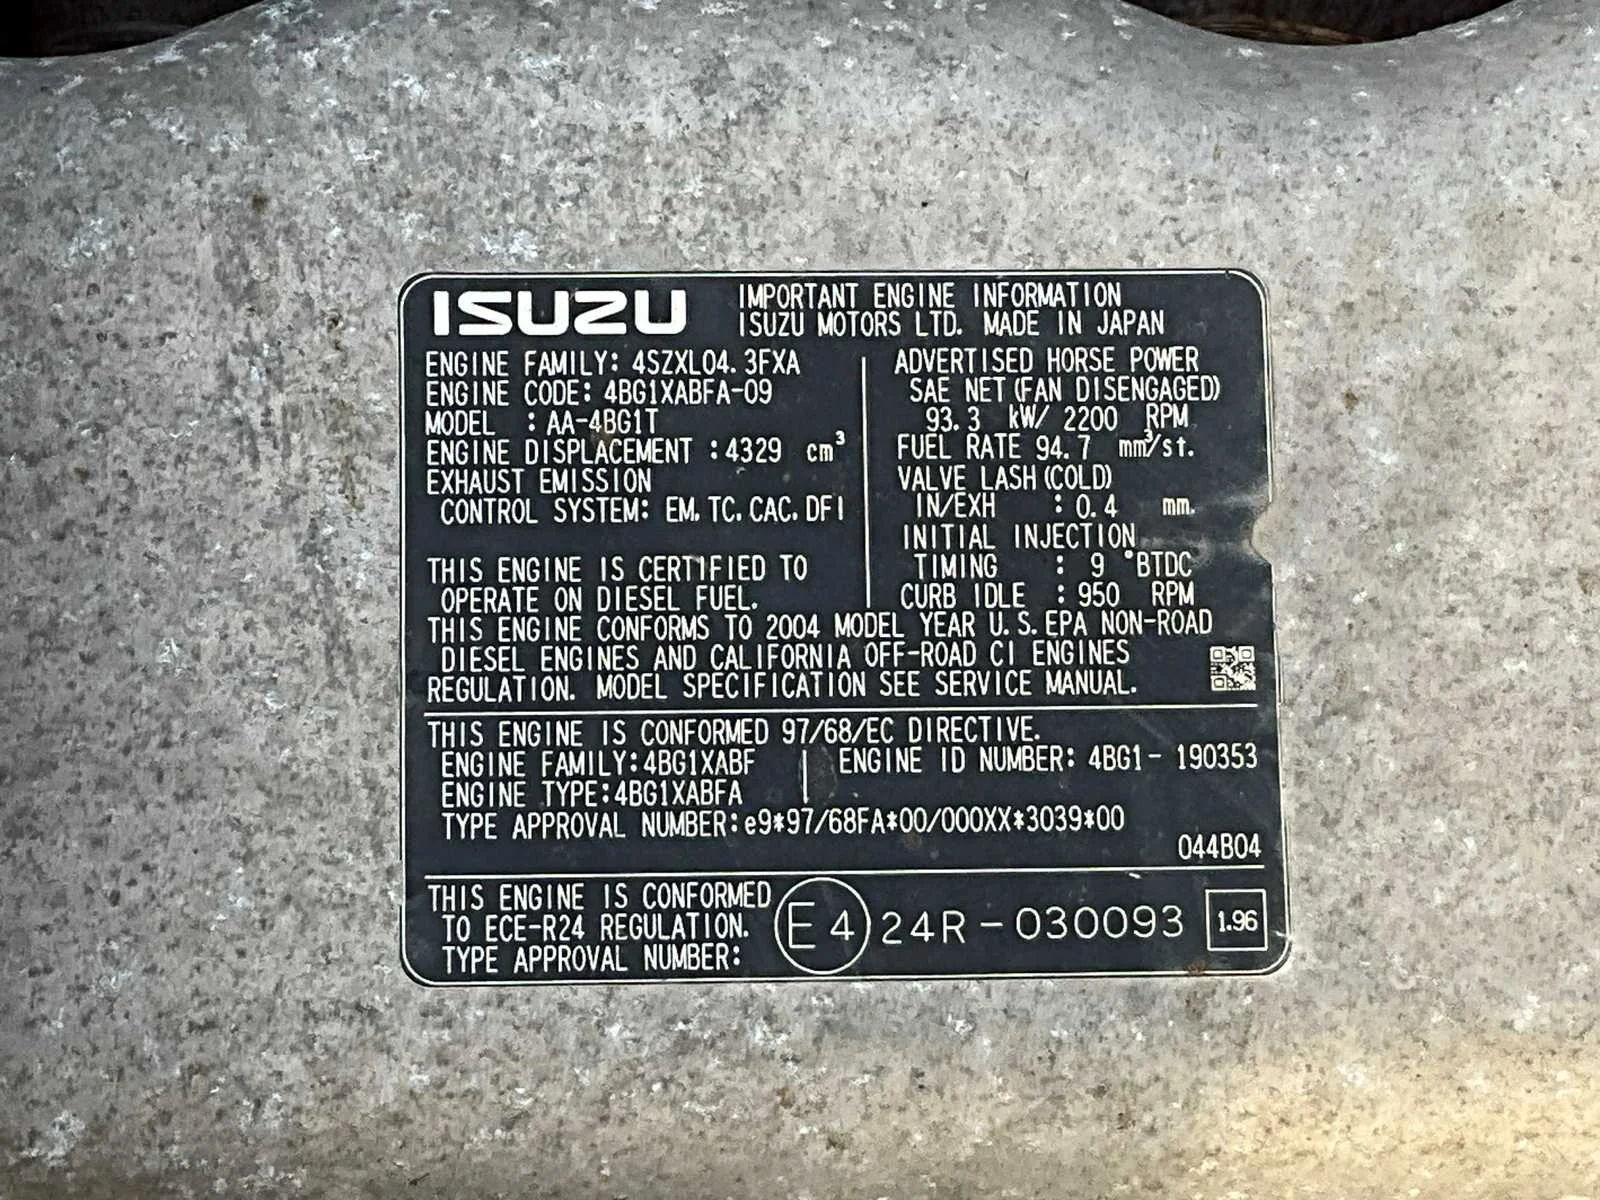 ISUZU
IMPORTANT ENGINE INFORMATION
ISUZU MOTORS LTD. MADE IN JAPAN
ENGINE FAMILY: 4SZXL04.3FXA
ENGINE CODE: 4BG1XABFA-09
MODEL : AA-4BG1T
ENGINE DISPLACEMENT :4329 cm³
EXHAUST EMISSION
CONTROL SYSTEM: EM.TC.CAC.DFI
THIS ENGINE IS CERTIFIED TO
OPERATE ON DIESEL FUEL.
ADVERTISED HORSE POWER
SAE NET (FAN DISENGAGED)
93.3 kW/ 2200 RPM
FUEL RATE 94.7 mm³/st.
VALVE LASH (COLD)
IN/EXH : 0.4 mm.
INITIAL INJECTION
TIMING : 9 °BTDC
CURB IDLE : 950 RPM
THIS ENGINE CONFORMS TO 2004 MODEL YEAR U.S.EPA NON-ROAD
DIESEL ENGINES AND CALIFORNIA OFF-ROAD CI ENGINES
REGULATION. MODEL SPECIFICATION SEE SERVICE MANUAL.
THIS ENGINE IS CONFORMED 97/68/EC DIRECTIVE.
ENGINE FAMILY:4BG1XABF
ENGINE ID NUMBER: 4BG1- 190353
ENGINE TYPE:4BG1XABFA
TYPE APPROVAL NUMBER:e9*97/68FA*00/000XX*3039*00
044B04
THIS ENGINE IS CONFORMED
TO ECE-R24 REGULATION.
TYPE APPROVAL NUMBER:
E4 24R-030093
1.96